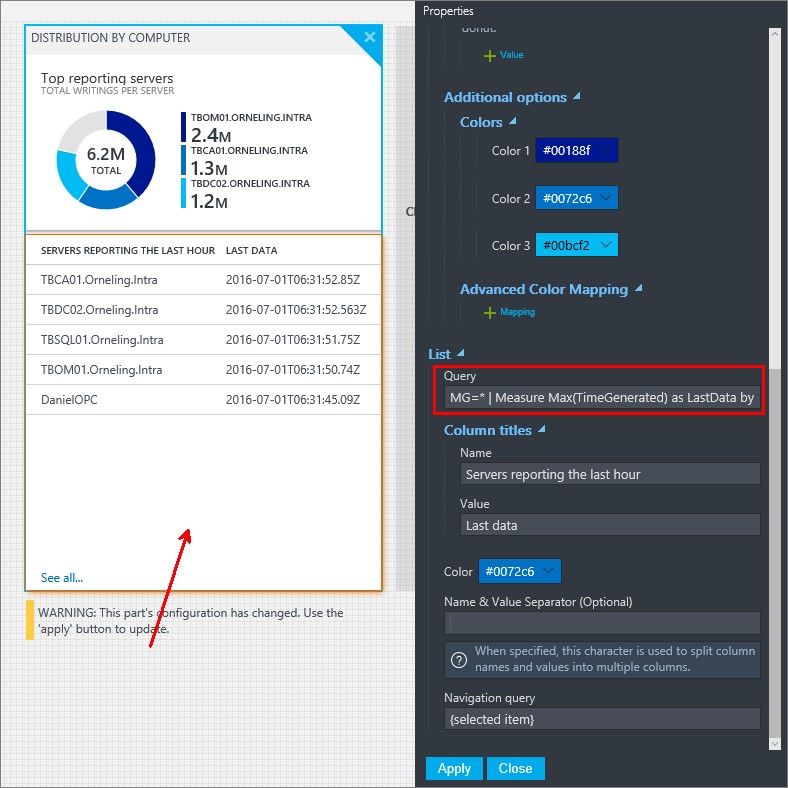 DISTRIBUTION BY COMPUTER
Top reporting servers
TOTAL WRITINGS PER SERVER
6.2M
TOTAL
TBOM01.ORNELING.INTRA
2.4M
TBCA01.ORNELING.INTRA
1.3M
TBDC02.ORNELING.INTRA
1.2M
SERVERS REPORTING THE LAST HOUR LAST DATA
TBCA01.Orneling.Intra 2016-07-01T06:31:52.85Z
TBDC02.Orneling.Intra 2016-07-01T06:31:52.563Z
TBSQL01.Orneling.Intra 2016-07-01T06:31:51.75Z
TBOM01.Orneling.Intra 2016-07-01T06:31:50.74Z
DanielOPC 2016-07-01T06:31:45.09Z
See all...
WARNING: This part's configuration has changed. Use the
'apply' button to update.
Properties
donut.
Value
Additional options
Colors
Color 1 #00188f
Color 2 #0072c6
Color 3 #00bcf2
Advanced Color Mapping
Mapping
List
Query
MG=* | Measure Max(TimeGenerated) as LastData by
Column titles
Name
Servers reporting the last hour
Value
Last data
Color #0072c6
Name & Value Separator (Optional)
When specified, this character is used to split column
names and values into multiple columns.
Navigation query
{selected item}
Apply Close